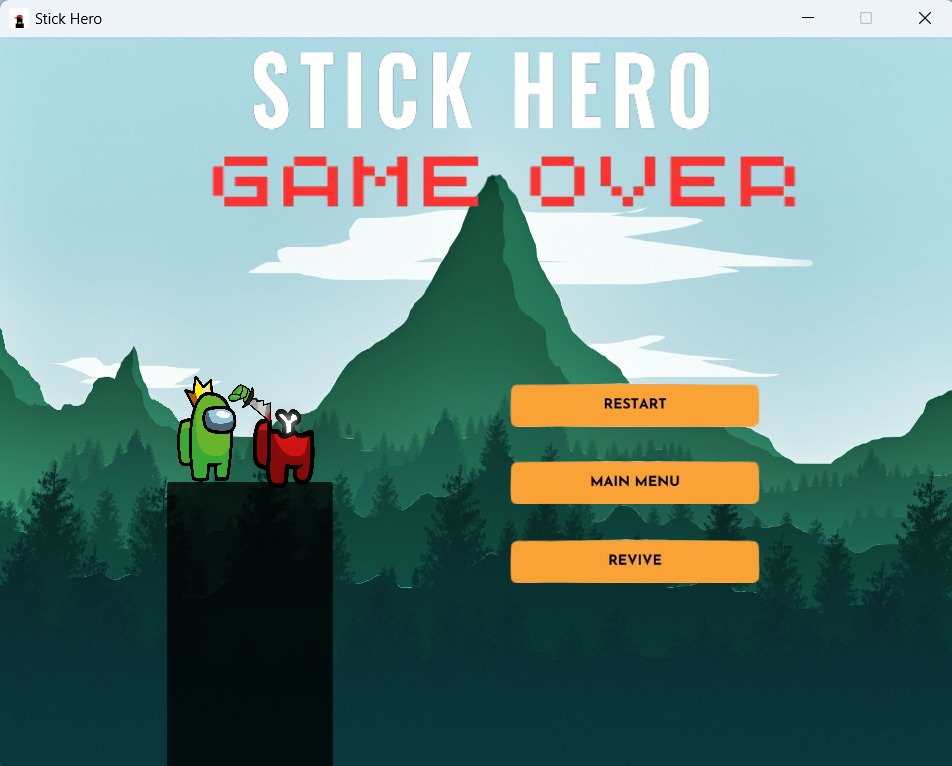 Stick Hero
STICK HERO
GAME OVER
RESTART
MAIN MENU
REVIVE